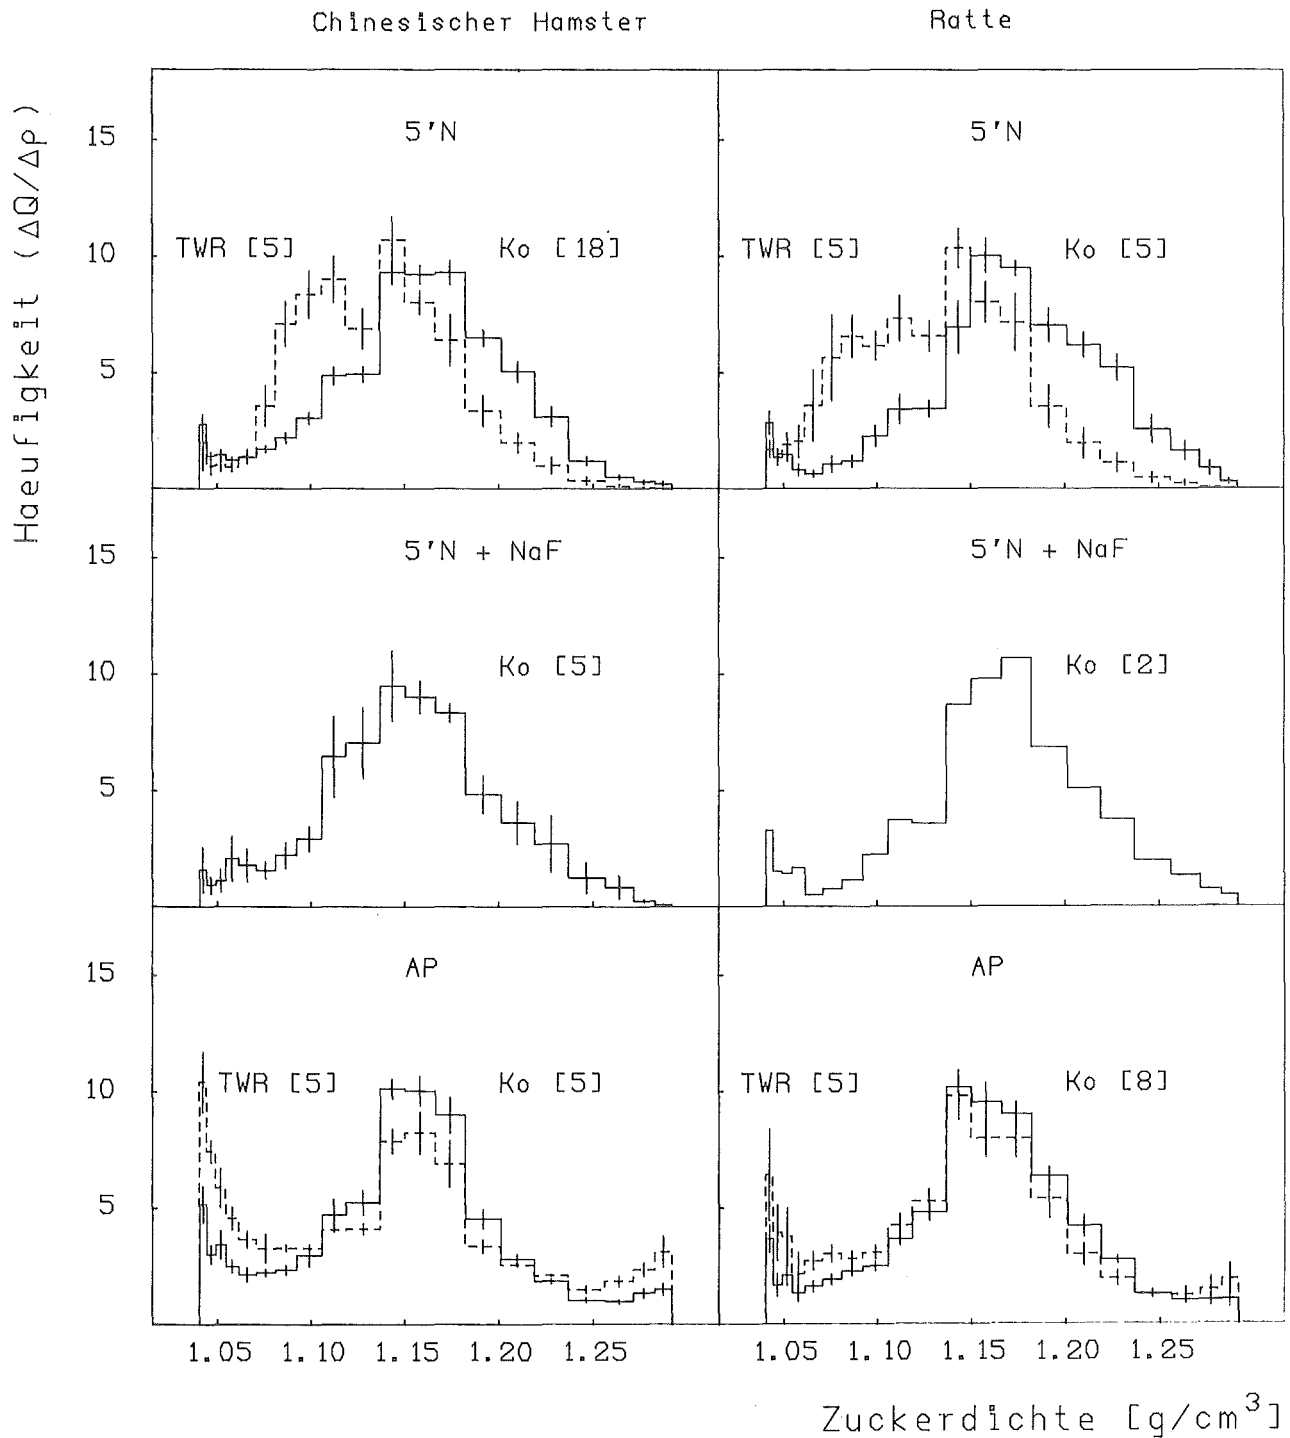 Chinesischer Hamster Ratte
Haeufigkeit (ΔQ/Δρ)
5'N 5'N
15
TWR [5] Ko [18] TWR [5] Ko [5]
10
5
5'N + NaF 5'N + NaF
15
Ko [5] Ko [2]
10
5
AP AP
15
TWR [5] Ko [5] TWR [5] Ko [8]
10
5
1.05 1.10 1.15 1.20 1.25 1.05 1.10 1.15 1.20 1.25
Zuckerdichte [g/cm³]